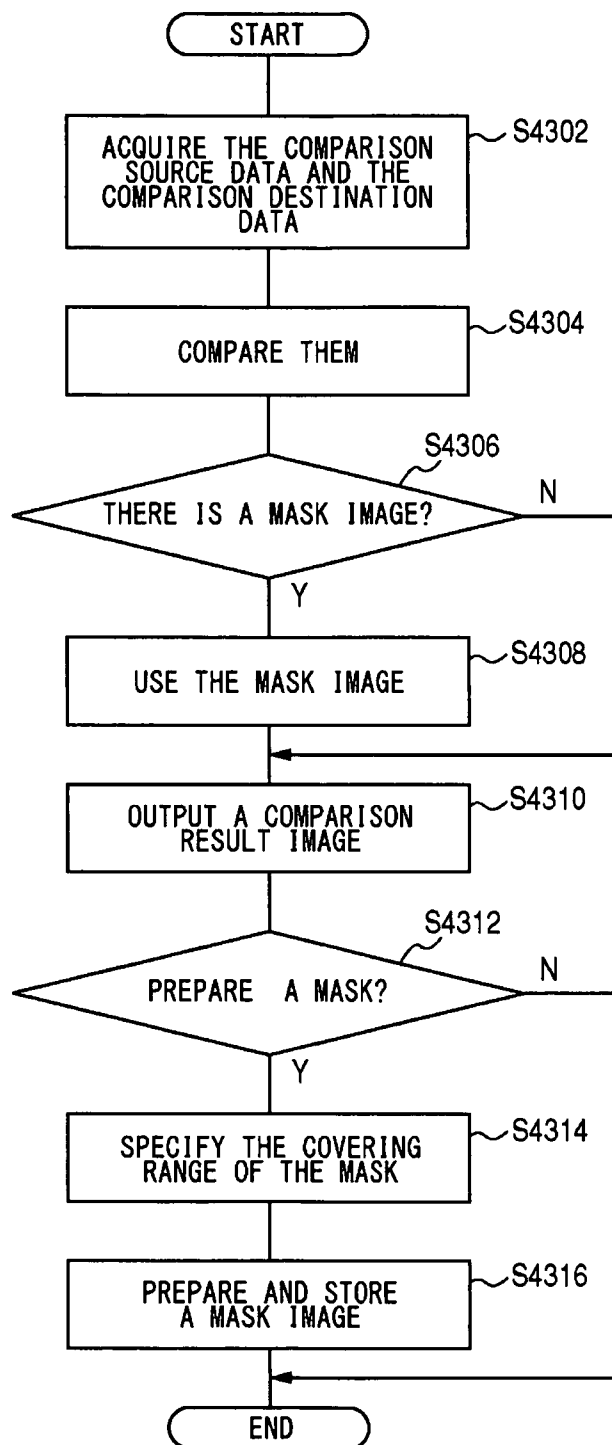 START
ACQUIRE THE COMPARISON
SOURCE DATA AND THE
COMPARISON DESTINATION
DATA
S4302
COMPARE THEM
S4304
THERE IS A MASK IMAGE?
S4306
N
Y
USE THE MASK IMAGE
S4308
OUTPUT A COMPARISON
RESULT IMAGE
S4310
PREPARE A MASK?
S4312
N
Y
SPECIFY THE COVERING
RANGE OF THE MASK
S4314
PREPARE AND STORE
A MASK IMAGE
S4316
END